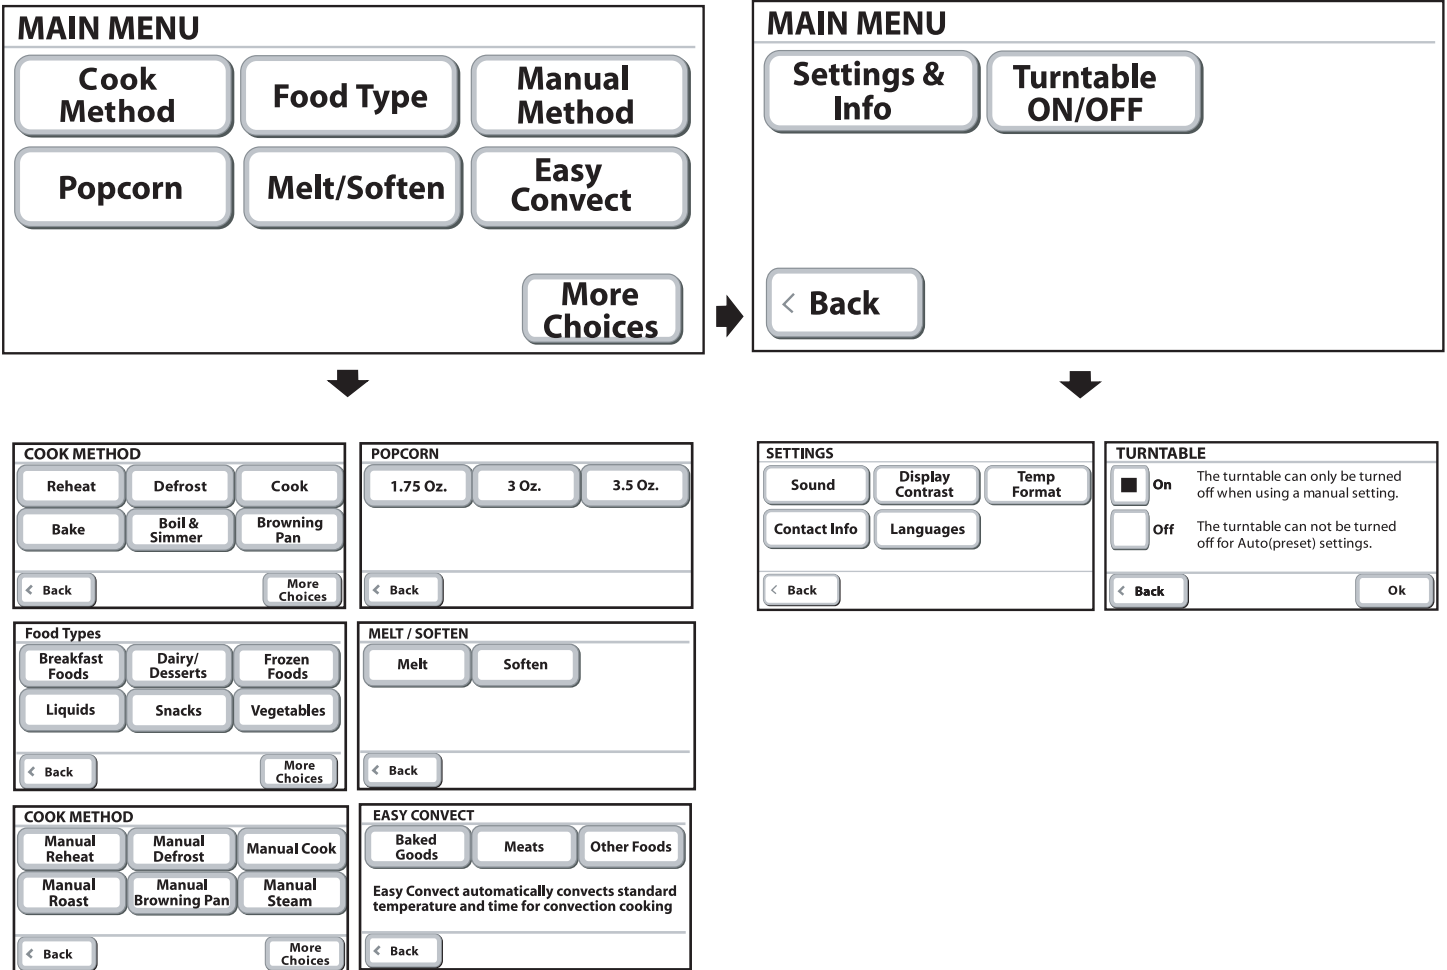 MAIN MENU
Cook
Method
Food Type
Manual
Method
Popcorn
Melt/Soften
Easy
Convect
More
Choices
MAIN MENU
Settings &
Info
Turntable
ON/OFF
< Back
COOK METHOD
Reheat
Defrost
Cook
Bake
Boil &
Simmer
Browning
Pan
< Back
More
Choices
POPCORN
1.75 Oz.
3 Oz.
3.5 Oz.
< Back
Food Types
Breakfast
Foods
Dairy/
Desserts
Frozen
Foods
Liquids
Snacks
Vegetables
< Back
More
Choices
MELT / SOFTEN
Melt
Soften
< Back
COOK METHOD
Manual
Reheat
Manual
Defrost
Manual Cook
Manual
Roast
Manual
Browning Pan
Manual
Steam
< Back
More
Choices
EASY CONVECT
Baked
Goods
Meats
Other Foods
Easy Convect automatically convects standard
temperature and time for convection cooking
< Back
SETTINGS
Sound
Display
Contrast
Temp
Format
Contact Info
Languages
< Back
TURNTABLE
On
The turntable can only be turned
off when using a manual setting.
Off
The turntable can not be turned
off for Auto(preset) settings.
< Back
Ok